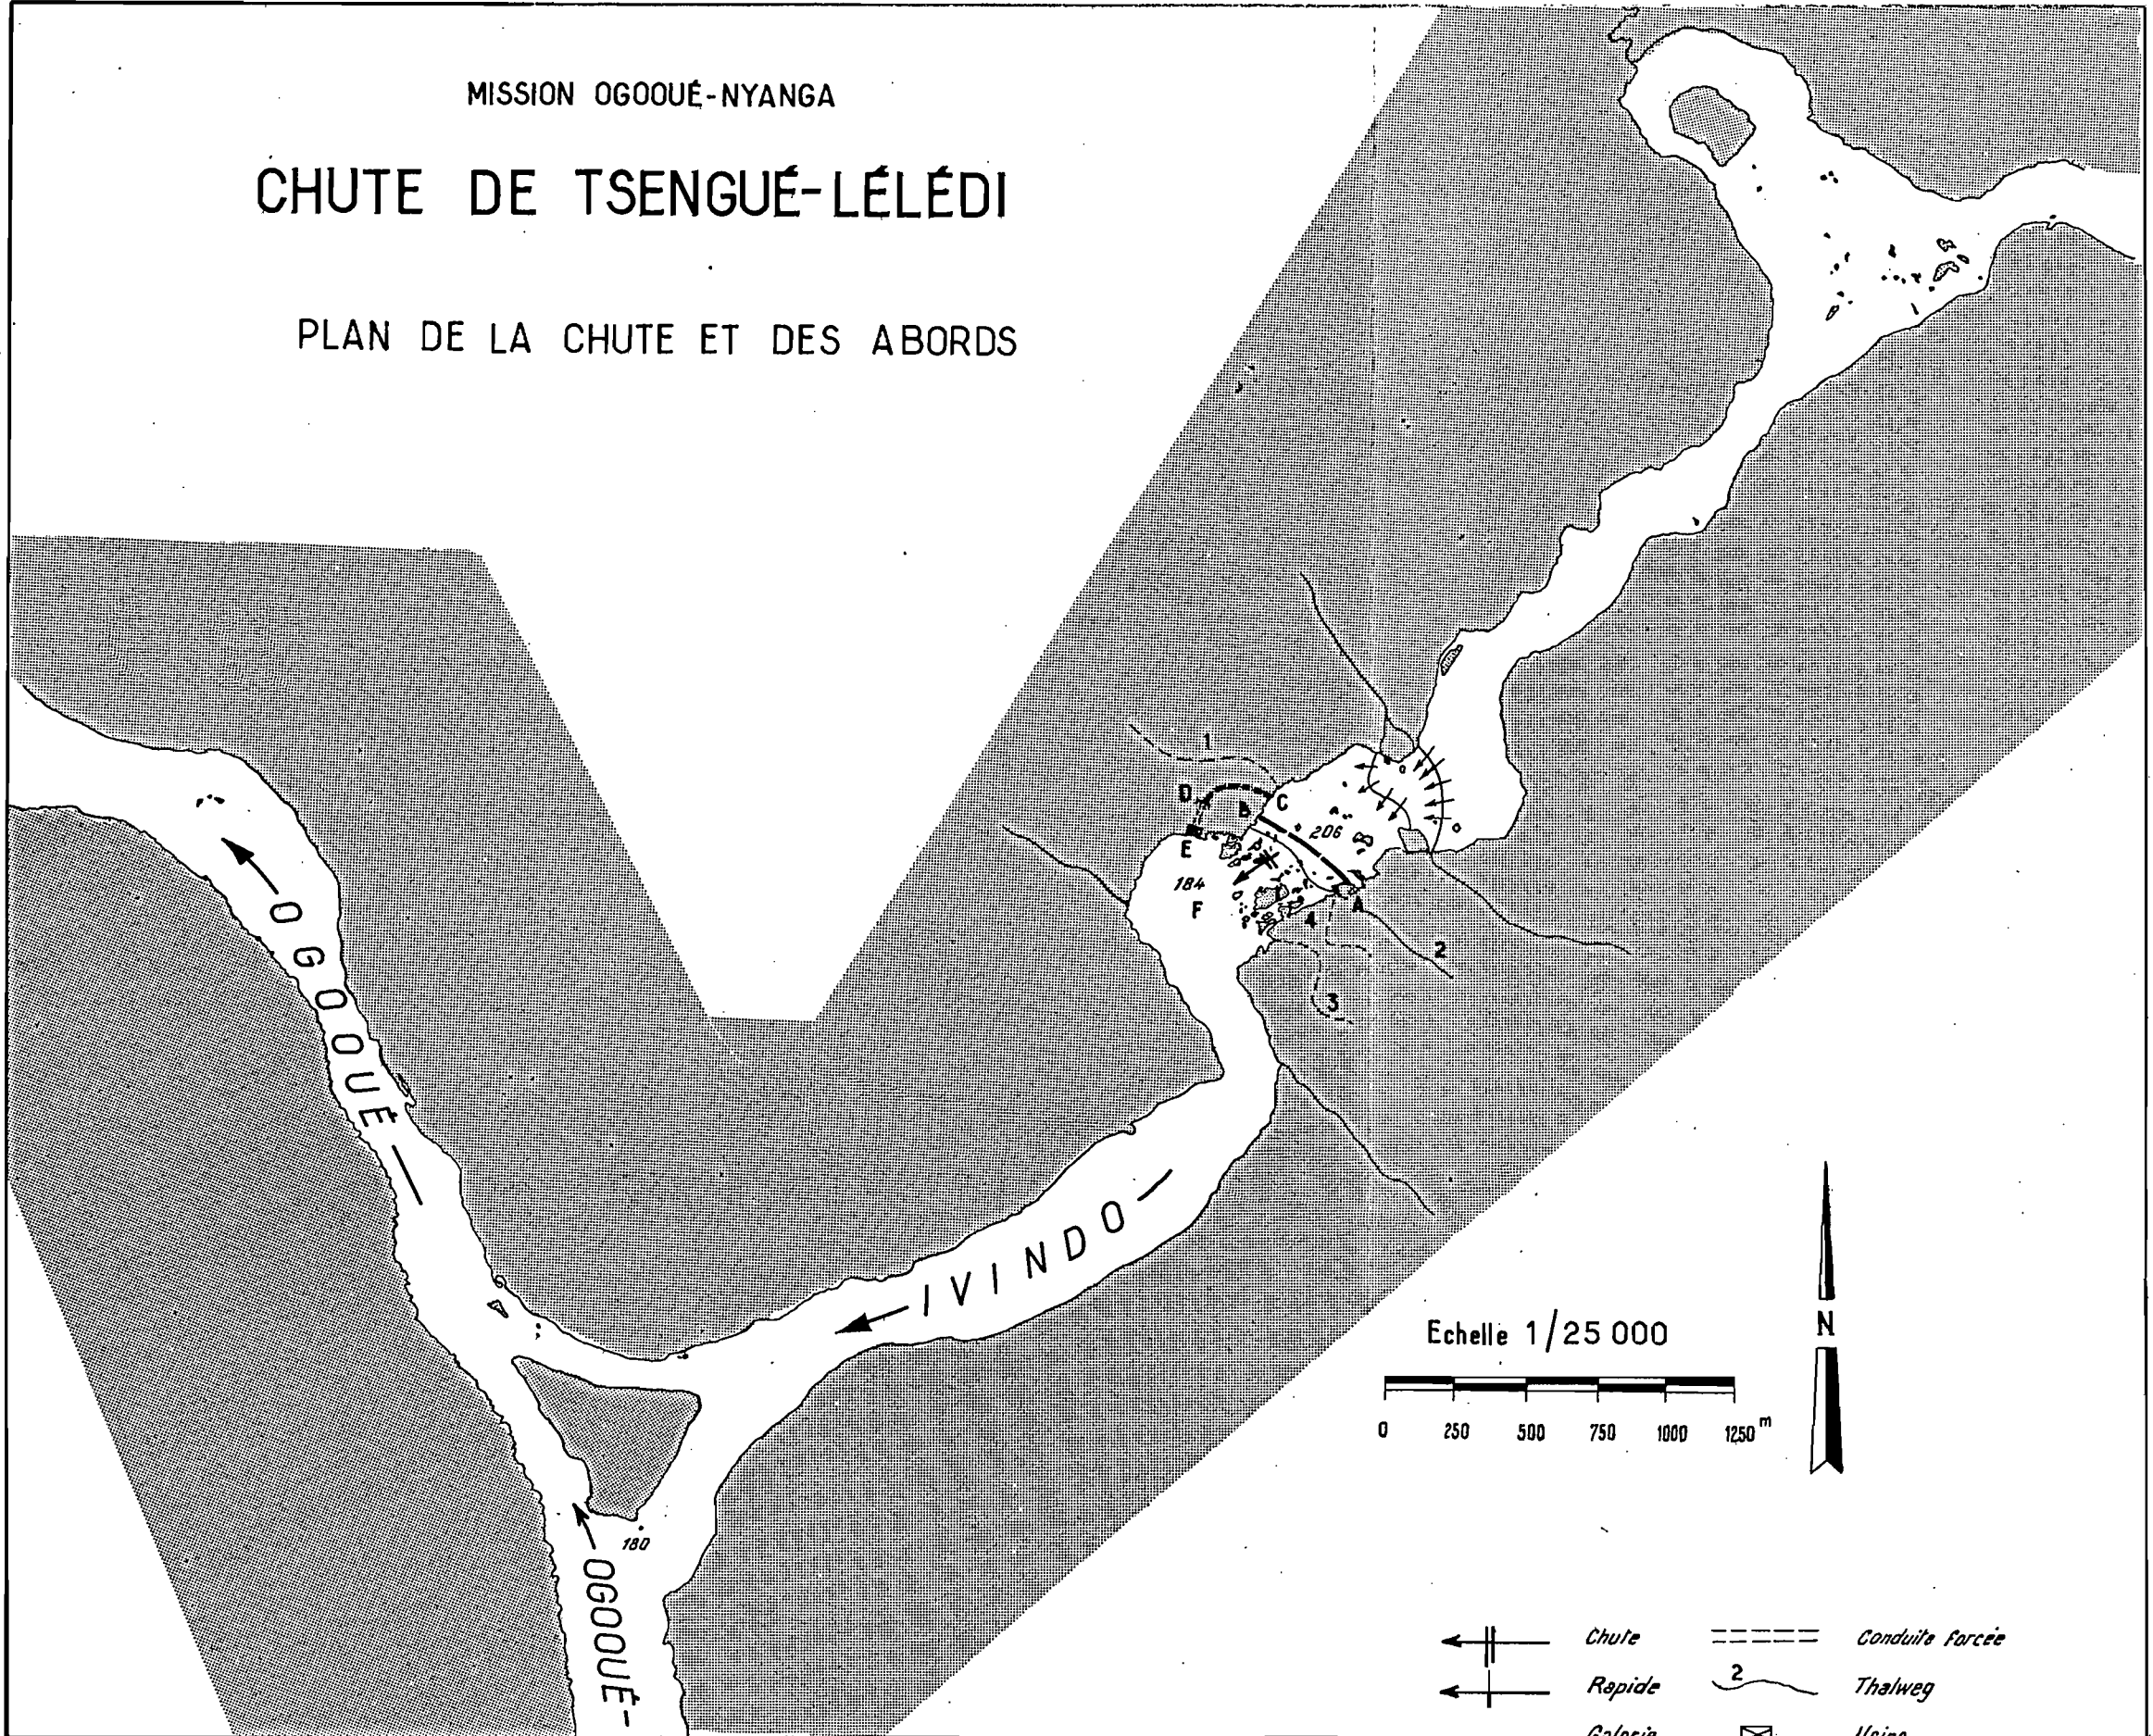 MISSION OGOOUÉ-NYANGA
CHUTE DE TSENGUÉ-LÉLÉDI
PLAN DE LA CHUTE ET DES ABORDS
1
D
B
C
206
E
184
F
4
A
2
3
OGOOUÉ
IVINDO
Echelle 1/25 000
N
0 250 500 750 1000 1250 m
180
OGOOUÉ
Chute
Conduite forcée
Rapide
2
Thalweg
Galerie
Usine